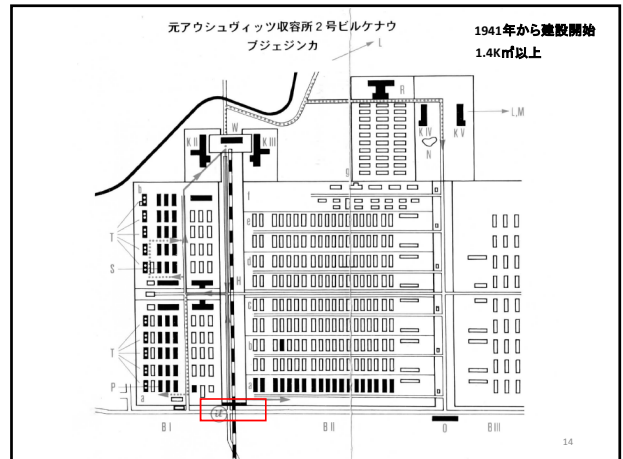 元アウシュヴィッツ収容所2号ビルケナウ
ブジェジンカ
1941年から建設開始
1.4K㎡以上
L
R
W
K II
K III
K IV
K V
L,M
N
g
b
f
e
T
d
S
H
c
T
b
P
a
a
B I
B II
O
B III
14